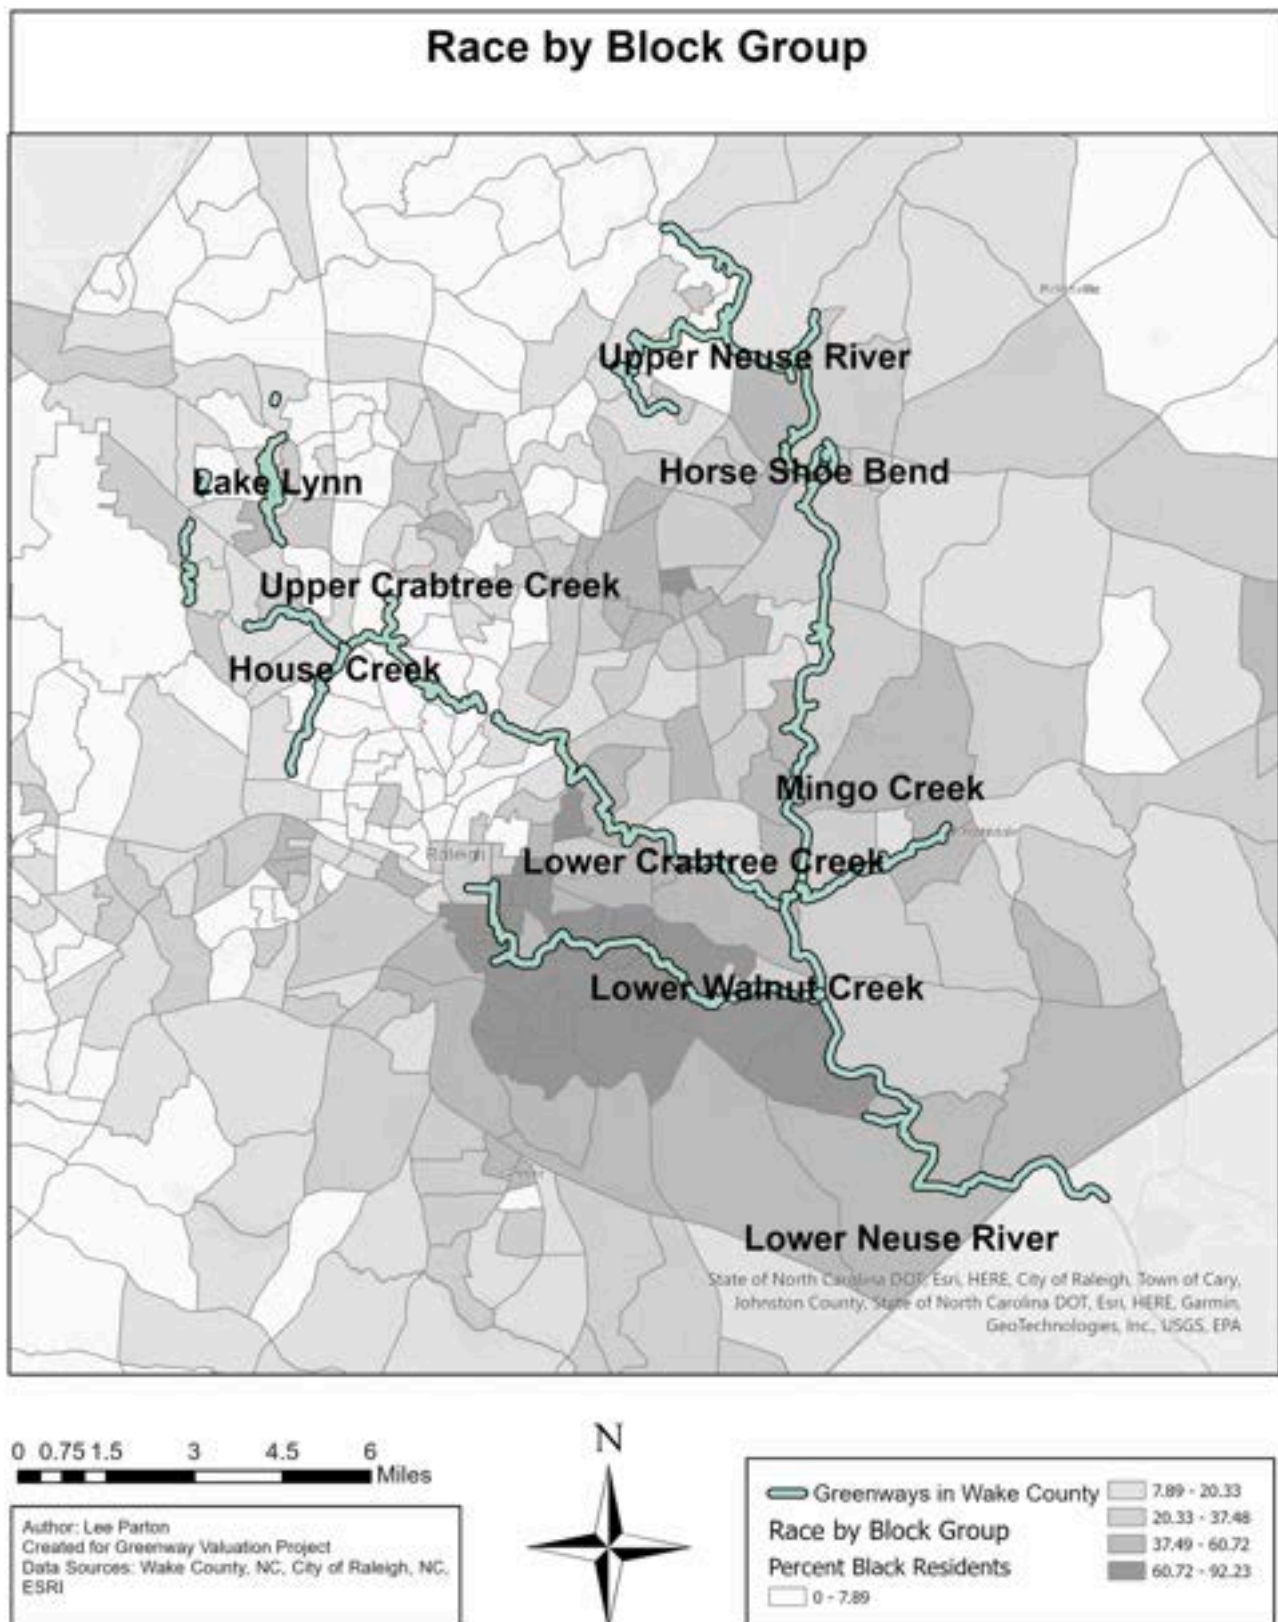 Race by Block Group
Upper Neuse River
Horse Shoe Bend
Lake Lynn
Upper Crabtree Creek
House Creek
Mingo Creek
Raleigh
Lower Crabtree Creek
Lower Walnut Creek
Lower Neuse River
State of North Carolina DOT, Esri, HERE, City of Raleigh, Town of Cary,
Johnston County, State of North Carolina DOT, Esri, HERE, Garmin,
GeoTechnologies, Inc., USGS, EPA
0 0.75 1.5 3 4.5 6
Miles
N
Author: Lee Parton
Created for Greenway Valuation Project
Data Sources: Wake County, NC, City of Raleigh, NC,
ESRI
Greenways in Wake County
Race by Block Group
Percent Black Residents
0 - 7.89
7.89 - 20.33
20.33 - 37.48
37.49 - 60.72
60.72 - 92.23